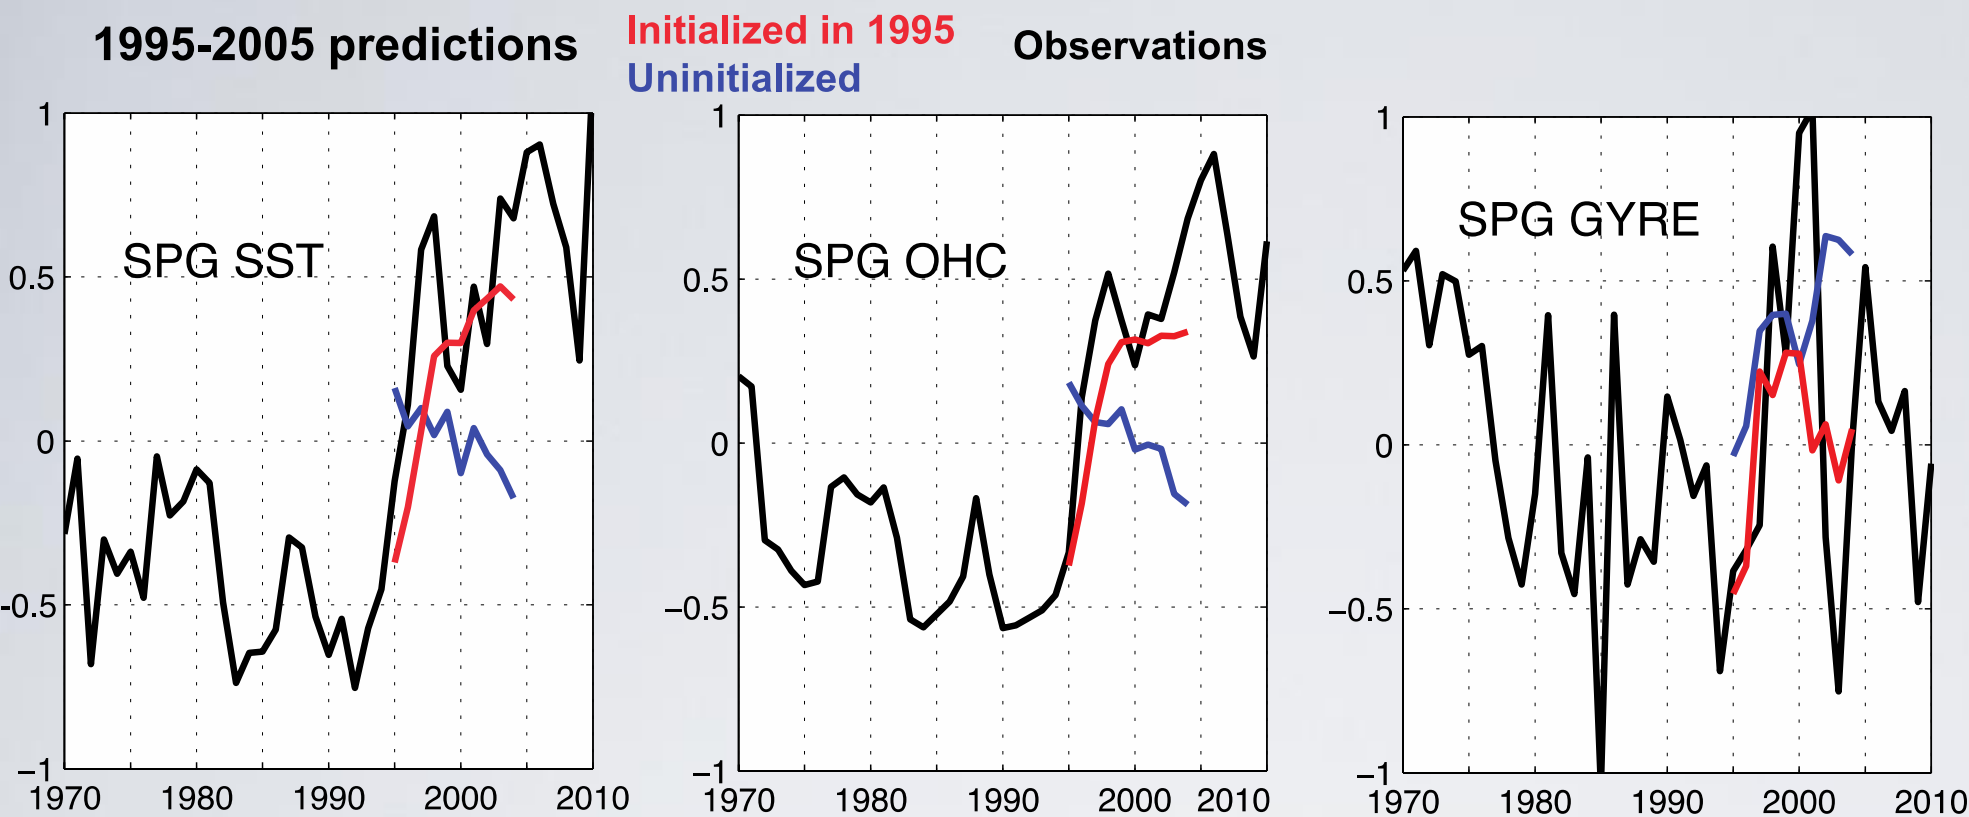 1995-2005 predictions
Initialized in 1995
Uninitialized
Observations
1
0.5
0
-0.5
−1
1970 1980 1990 2000 2010
SPG SST
1
0.5
0
−0.5
−1
1970 1980 1990 2000 2010
SPG OHC
1
0.5
0
−0.5
−1
1970 1980 1990 2000 2010
SPG GYRE